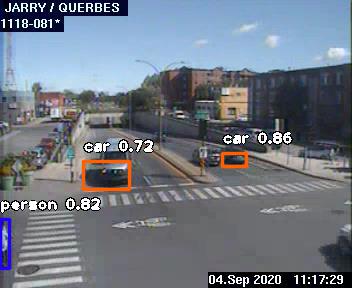 JARRY / QUERBES
1118-081*
car 0.72
car 0.86
person 0.82
04.Sep 2020 11:17:29